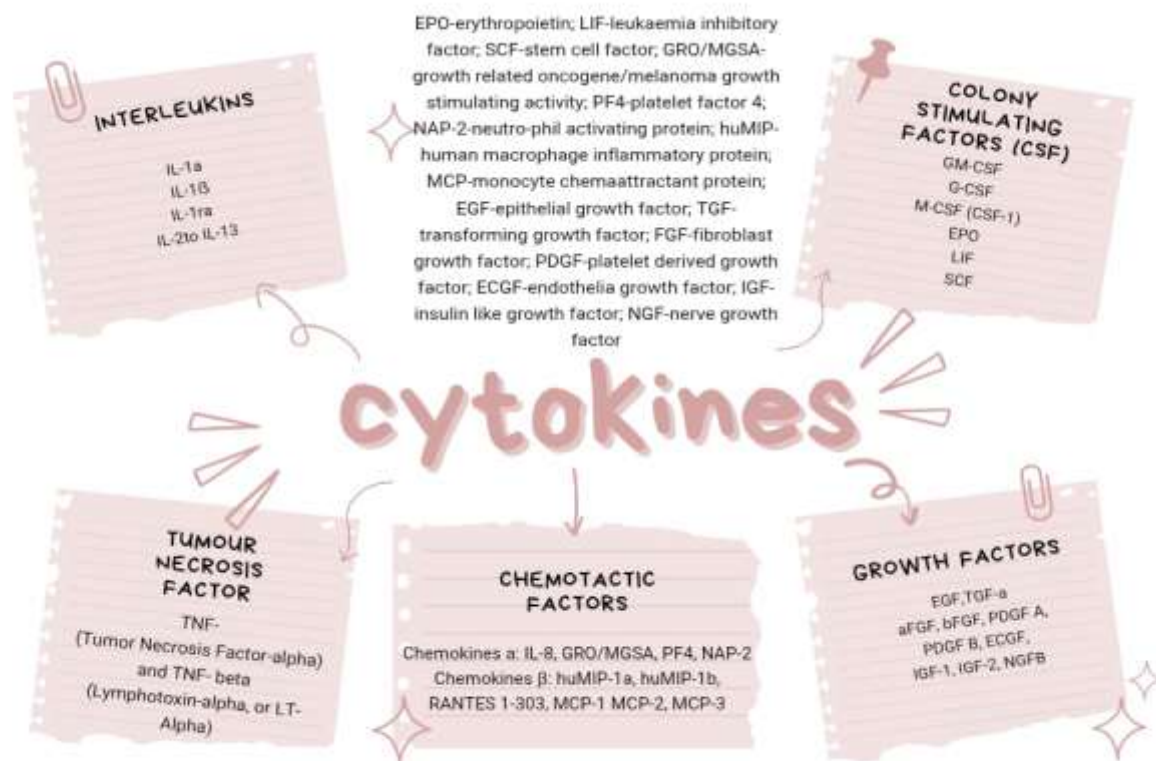 EPO-erythropoietin; LIF-leukaemia inhibitory
factor; SCF-stem cell factor; GRO/MGSA-
growth related oncogene/melanoma growth
stimulating activity; PF4-platelet factor 4;
NAP-2-neutro-phil activating protein; huMIP-
human macrophage inflammatory protein;
MCP-monocyte chemaattractant protein;
EGF-epithelial growth factor; TGF-
transforming growth factor; FGF-fibroblast
growth factor; PDGF-platelet derived growth
factor; ECGF-endothelia growth factor; IGF-
insulin like growth factor; NGF-nerve growth
factor
INTERLEUKINS
IL-1a
IL-1ß
IL-1ra
IL-2to IL-13
COLONY
STIMULATING
FACTORS (CSF)
GM-CSF
G-CSF
M-CSF (CSF-1)
EPO
LIF
SCF
cytokines
TUMOUR
NECROSIS
FACTOR
TNF-
(Tumor Necrosis Factor-alpha)
and TNF- beta
(Lymphotoxin-alpha, or LT-
Alpha)
CHEMOTACTIC
FACTORS
Chemokines a: IL-8, GRO/MGSA, PF4, NAP-2
Chemokines β: huMIP-1a, huMIP-1b,
RANTES 1-303, MCP-1 MCP-2, MCP-3
GROWTH FACTORS
EGF,TGF-a
aFGF, bFGF, PDGF A,
PDGF B, ECGF,
IGF-1, IGF-2, NGFB